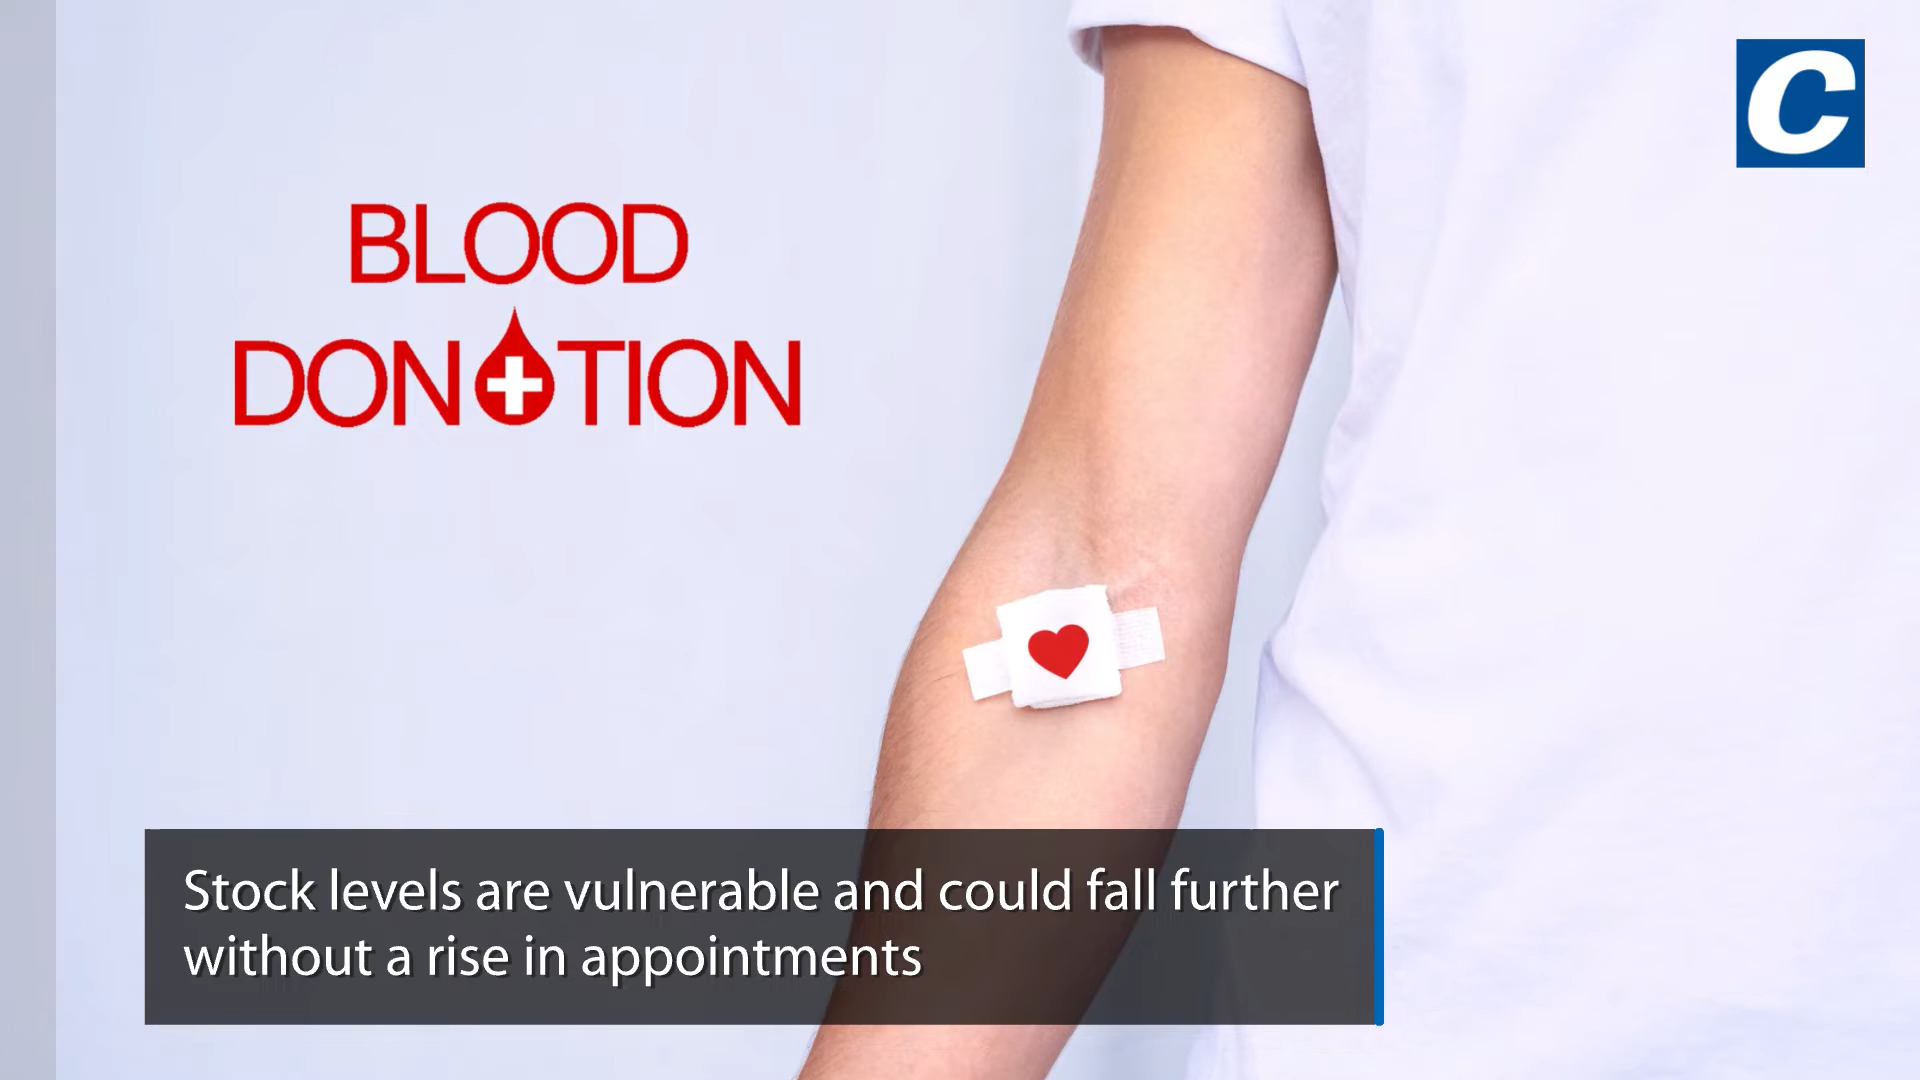 C
BLOOD
DONATION
Stock levels are vulnerable and could fall further
without a rise in appointments